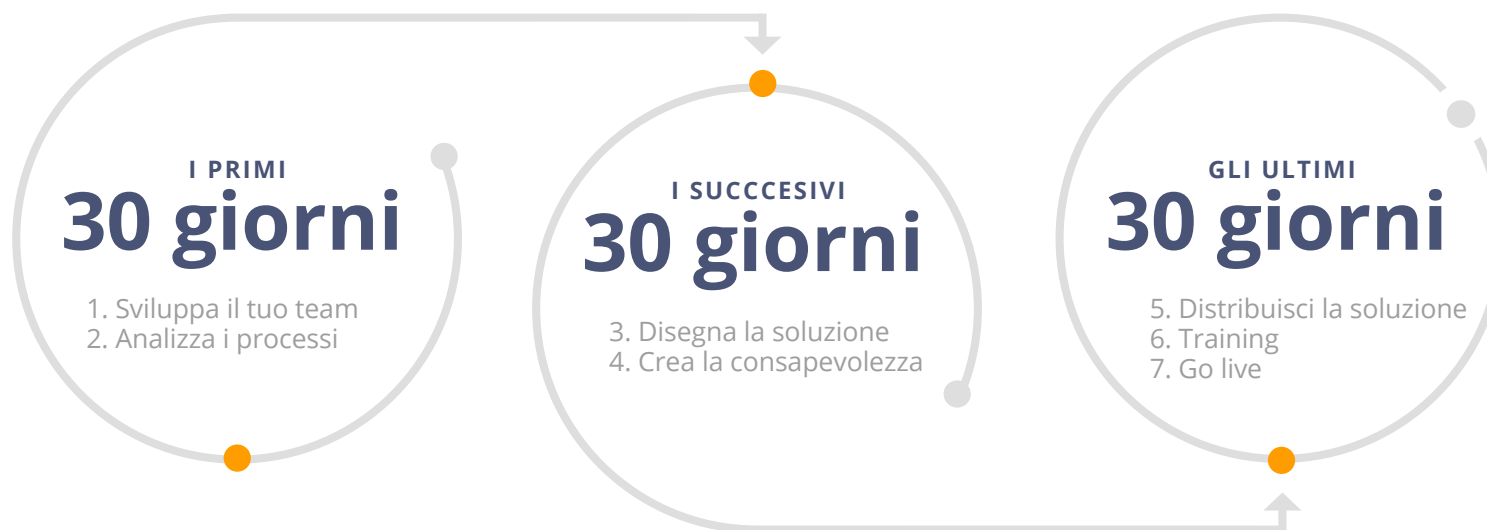 I PRIMI
30 giorni
1. Sviluppa il tuo team
2. Analizza i processi
I SUCCCESIVI
30 giorni
3. Disegna la soluzione
4. Crea la consapevolezza
GLI ULTIMI
30 giorni
5. Distribuisci la soluzione
6. Training
7. Go live